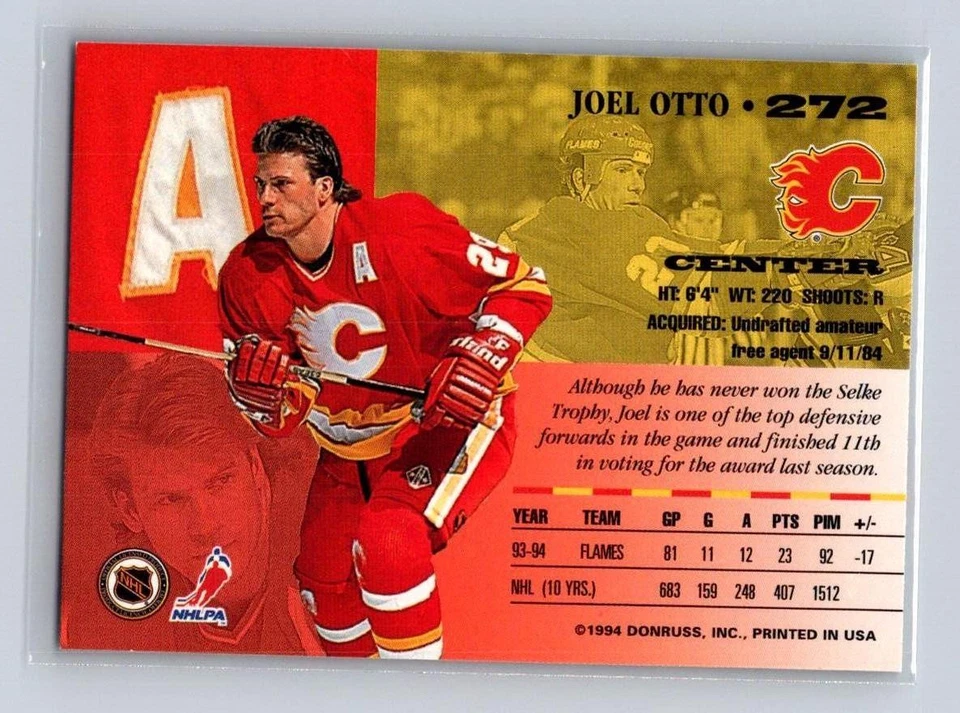 A
JOEL OTTO • 272
FLAMES
C
CENTER
HT: 6'4" WT: 220 SHOOTS: R
ACQUIRED: Undrafted amateur
free agent 9/11/84
A
29
C
Although he has never won the Selke
Trophy, Joel is one of the top defensive
forwards in the game and finished 11th
in voting for the award last season.
YEAR TEAM GP G A PTS PIM +/-
93-94 FLAMES 81 11 12 23 92 -17
NHL (10 YRS.) 683 159 248 407 1512
©1994 DONRUSS, INC., PRINTED IN USA
NHL
NHLPA